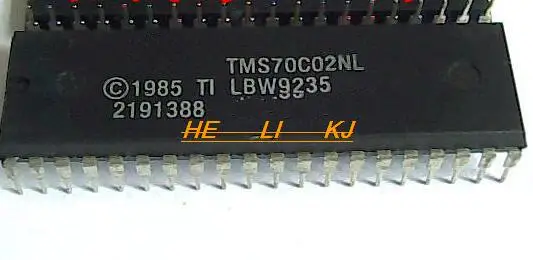 TMS70C02NL
©1985 TI LBW9235
2191388
HE LI KJ